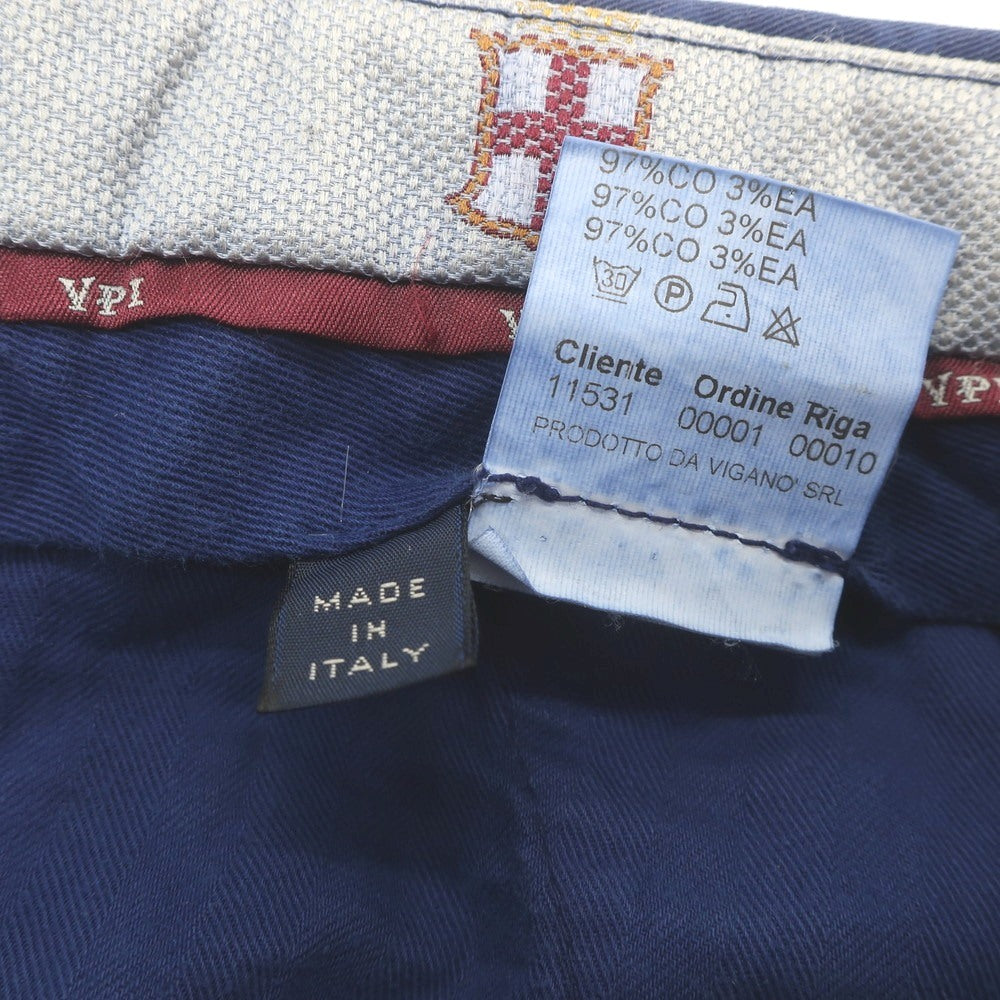 VPI
97%CO 3%EA
97%CO 3%EA
97%CO 3%EA
30 P
Cliente Ordine Riga
11531 00001 00010
PRODOTTO DA VIGANO' SRL
VPI
MADE
IN
ITALY